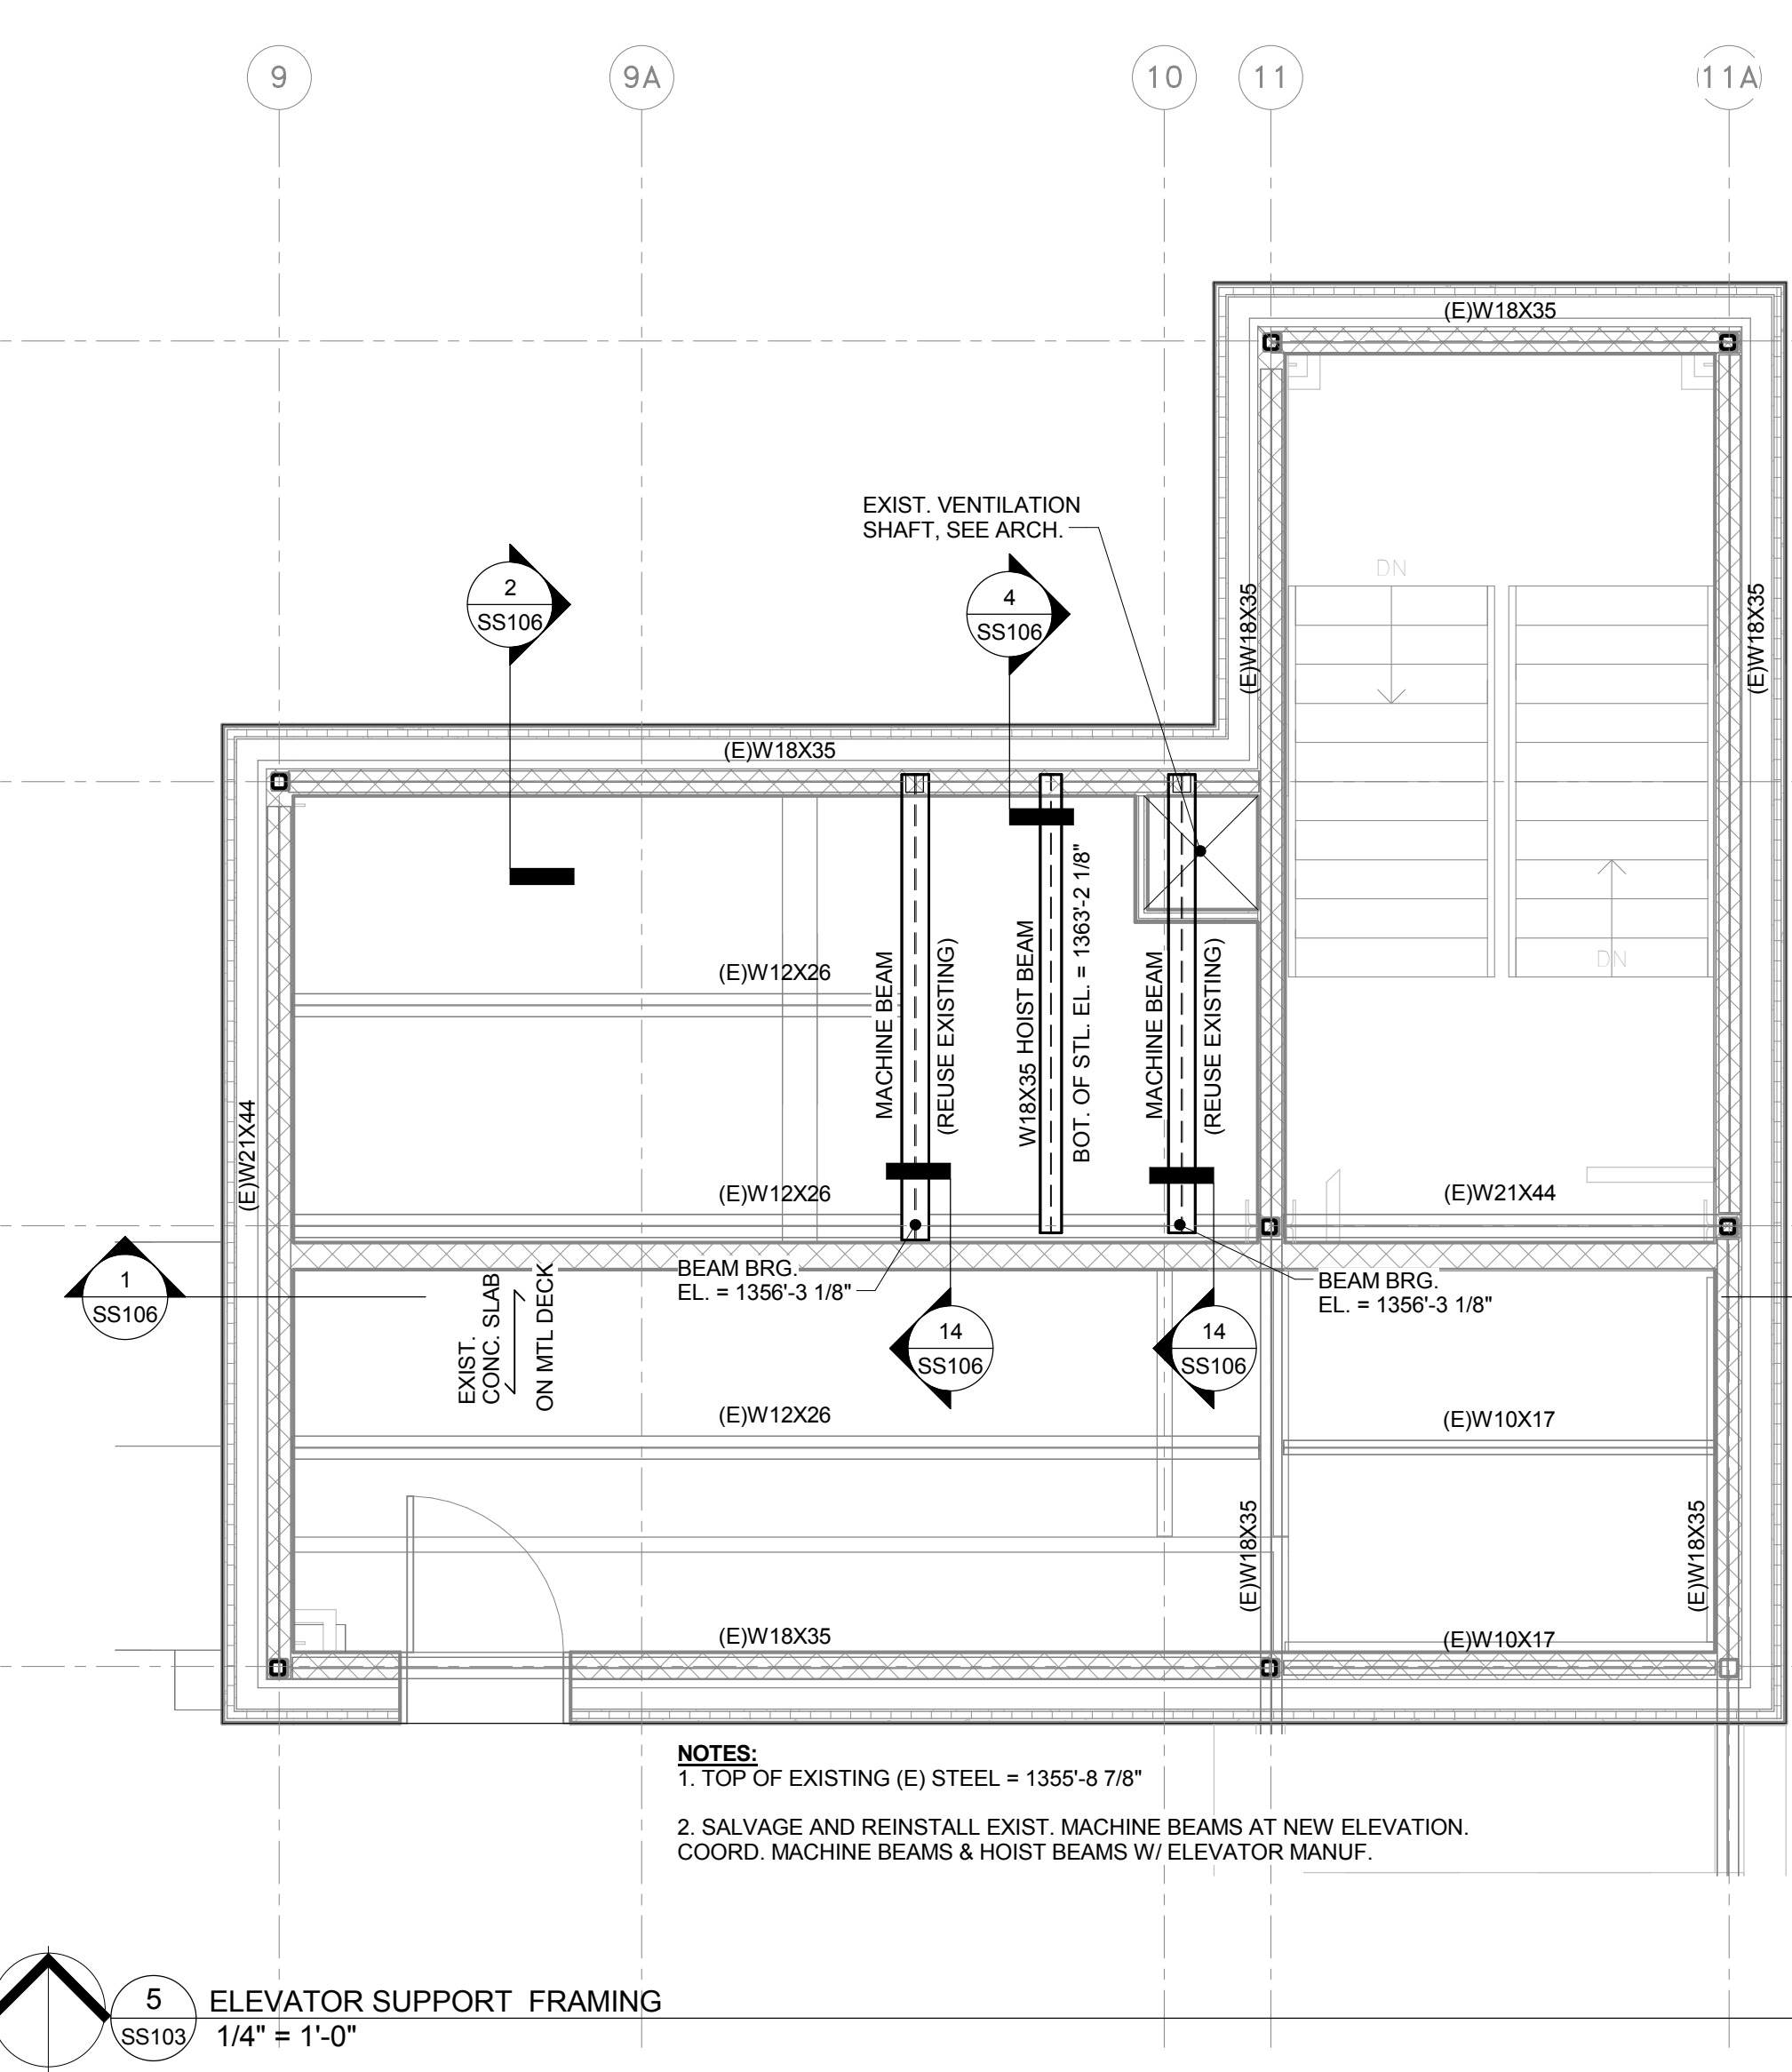 9
9A
10
11
11A
(E)W18X35
EXIST. VENTILATION
SHAFT, SEE ARCH.
2
SS106
4
SS106
DN
(E)W18X35
(E)W18X35
(E)W18X35
DN
(E)W12X26
MACHINE BEAM
(REUSE EXISTING)
W18X35 HOIST BEAM
BOT. OF STL. EL. = 1363'-2 1/8"
MACHINE BEAM
(REUSE EXISTING)
(E)W21X44
(E)W12X26
(E)W21X44
1
SS106
BEAM BRG.
EL. = 1356'-3 1/8"
BEAM BRG.
EL. = 1356'-3 1/8"
EXIST.
CONC. SLAB
ON MTL DECK
14
SS106
14
SS106
(E)W12X26
(E)W10X17
(E)W18X35
(E)W18X35
(E)W18X35
(E)W10X17
NOTES:
1. TOP OF EXISTING (E) STEEL = 1355'-8 7/8"
2. SALVAGE AND REINSTALL EXIST. MACHINE BEAMS AT NEW ELEVATION.
COORD. MACHINE BEAMS & HOIST BEAMS W/ ELEVATOR MANUF.
5
SS103
ELEVATOR SUPPORT FRAMING
1/4" = 1'-0"